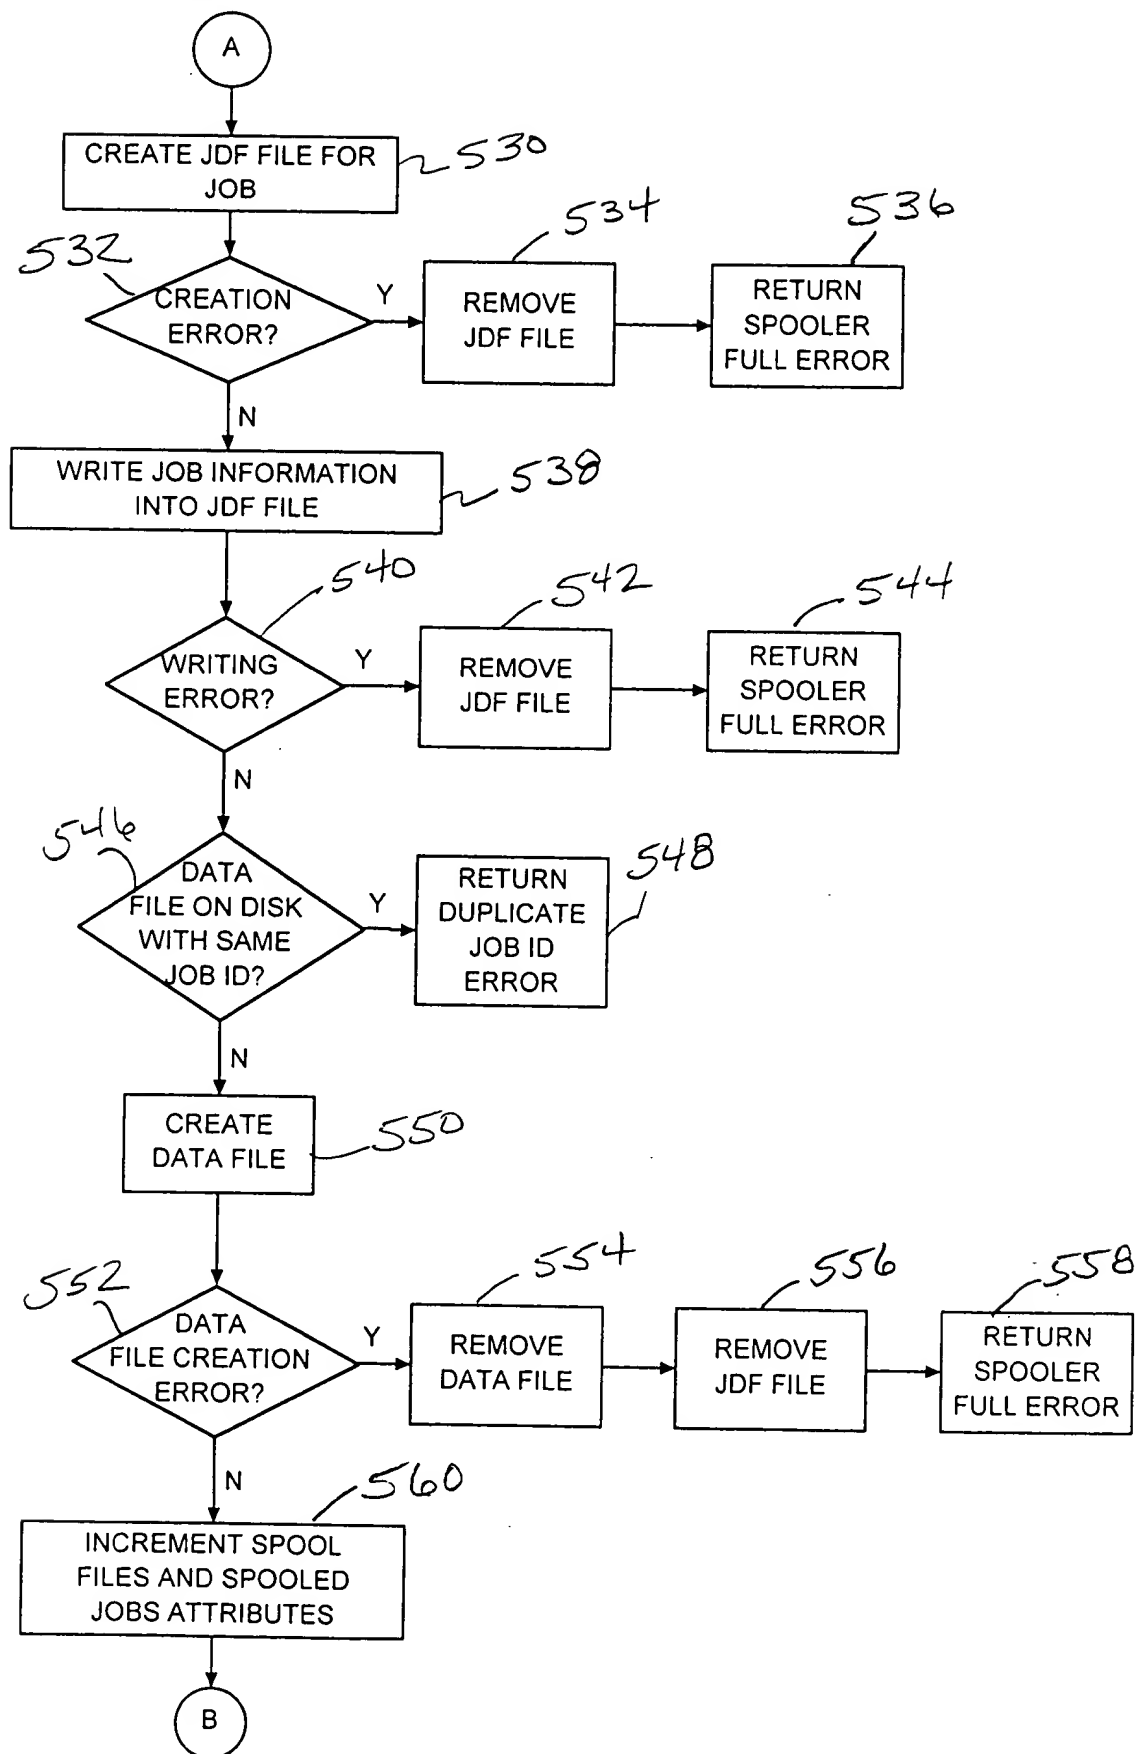 A
CREATE JDF FILE FOR
JOB
530
532
CREATION
ERROR?
Y
534
REMOVE
JDF FILE
536
RETURN
SPOOLER
FULL ERROR
N
WRITE JOB INFORMATION
INTO JDF FILE
538
540
WRITING
ERROR?
Y
542
REMOVE
JDF FILE
544
RETURN
SPOOLER
FULL ERROR
N
546
DATA
FILE ON DISK
WITH SAME
JOB ID?
Y
548
RETURN
DUPLICATE
JOB ID
ERROR
N
CREATE
DATA FILE
550
552
DATA
FILE CREATION
ERROR?
Y
554
REMOVE
DATA FILE
556
REMOVE
JDF FILE
558
RETURN
SPOOLER
FULL ERROR
N
560
INCREMENT SPOOL
FILES AND SPOOLED
JOBS ATTRIBUTES
B